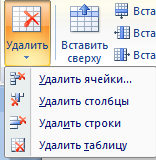 Удалить
Вставить
сверху
Вста
Вста
Вста
Удалить ячейки...
Удалить столбцы
Удалить строки
Удалить таблицу